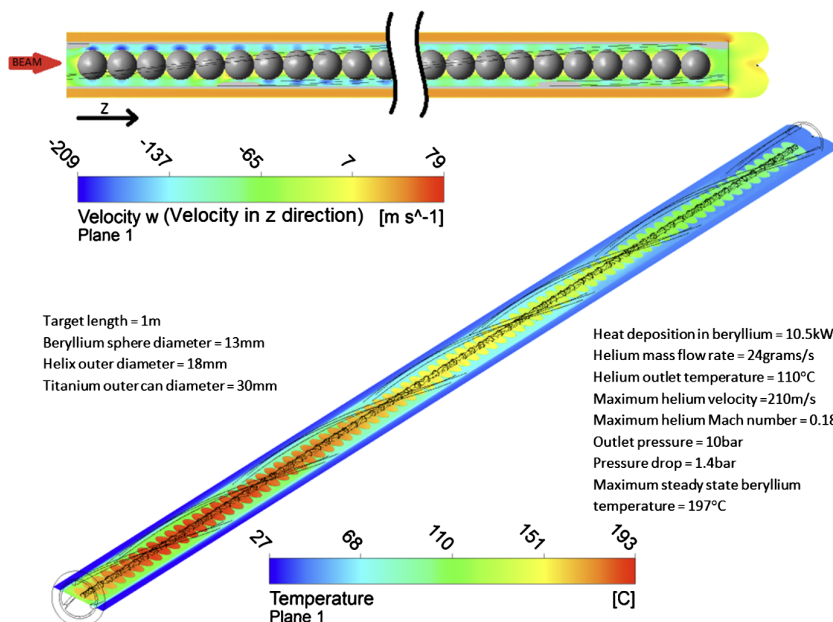 BEAM
Z
-209 -137 -65 7 79
Velocity w (Velocity in z direction) [m s^-1]
Plane 1
Target length = 1m
Beryllium sphere diameter = 13mm
Helix outer diameter = 18mm
Titanium outer can diameter = 30mm
Heat deposition in beryllium = 10.5kW
Helium mass flow rate = 24grams/s
Helium outlet temperature = 110°C
Maximum helium velocity =210m/s
Maximum helium Mach number = 0.18
Outlet pressure = 10bar
Pressure drop = 1.4bar
Maximum steady state beryllium
temperature = 197°C
27 68 110 151 193
Temperature [C]
Plane 1